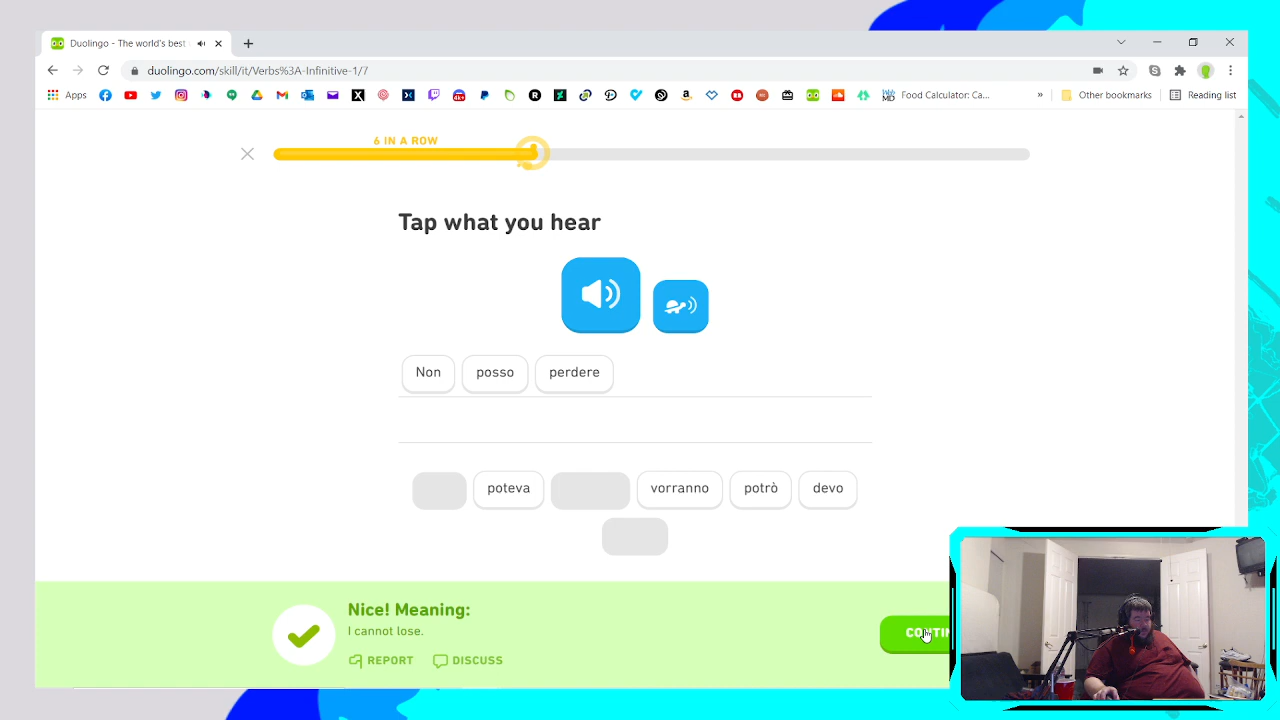 Duolingo - The world's best
duolingo.com/skill/it/Verbs%3A-Infinitive-1/7
Apps
Food Calculator: Ca...
»
Other bookmarks
Reading list
6 IN A ROW
Tap what you hear
Non posso perdere
poteva vorranno potrò devo
Nice! Meaning:
I cannot lose.
REPORT DISCUSS
CONTIN